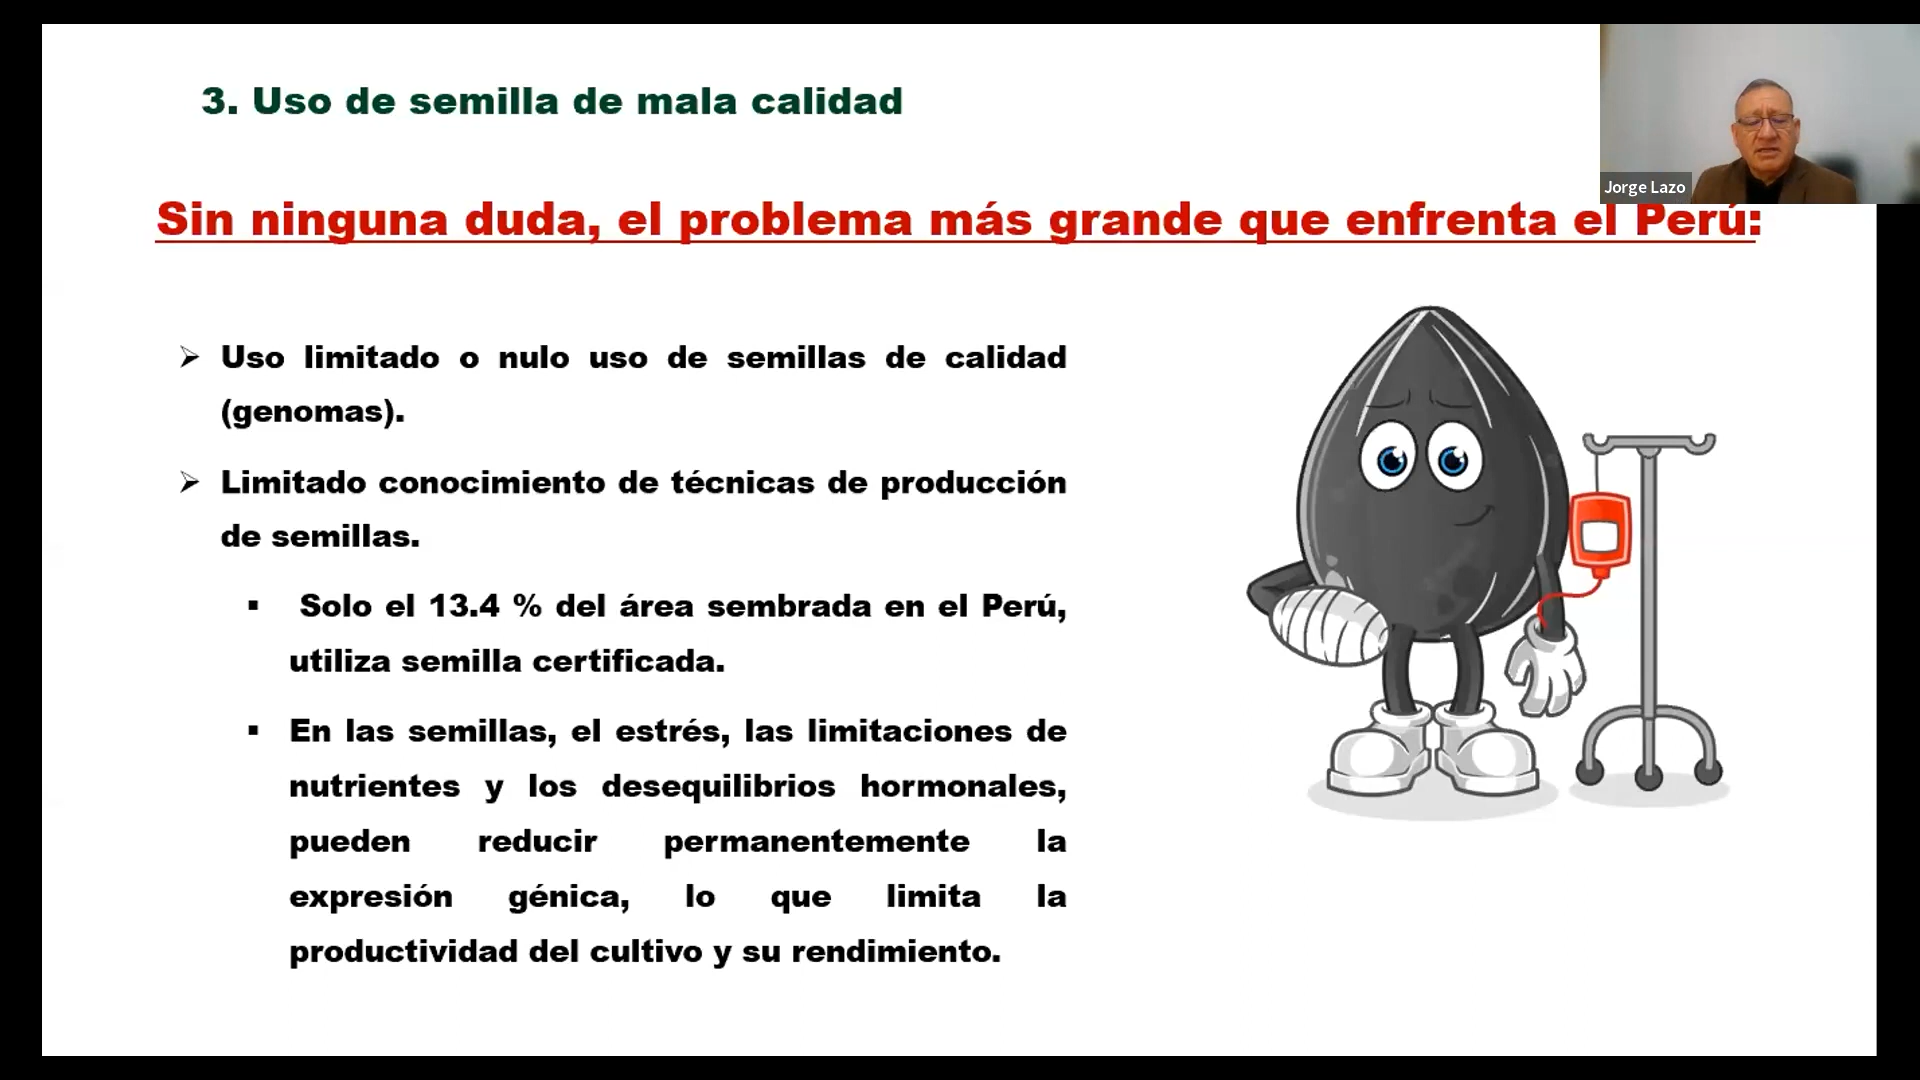 3. Uso de semilla de mala calidad
Jorge Lazo
Sin ninguna duda, el problema más grande que enfrenta el Perú:
➢ Uso limitado o nulo uso de semillas de calidad
(genomas).
➢ Limitado conocimiento de técnicas de producción
de semillas.
▪ Solo el 13.4 % del área sembrada en el Perú,
utiliza semilla certificada.
▪ En las semillas, el estrés, las limitaciones de
nutrientes y los desequilibrios hormonales,
pueden reducir permanentemente la
expresión génica, lo que limita la
productividad del cultivo y su rendimiento.